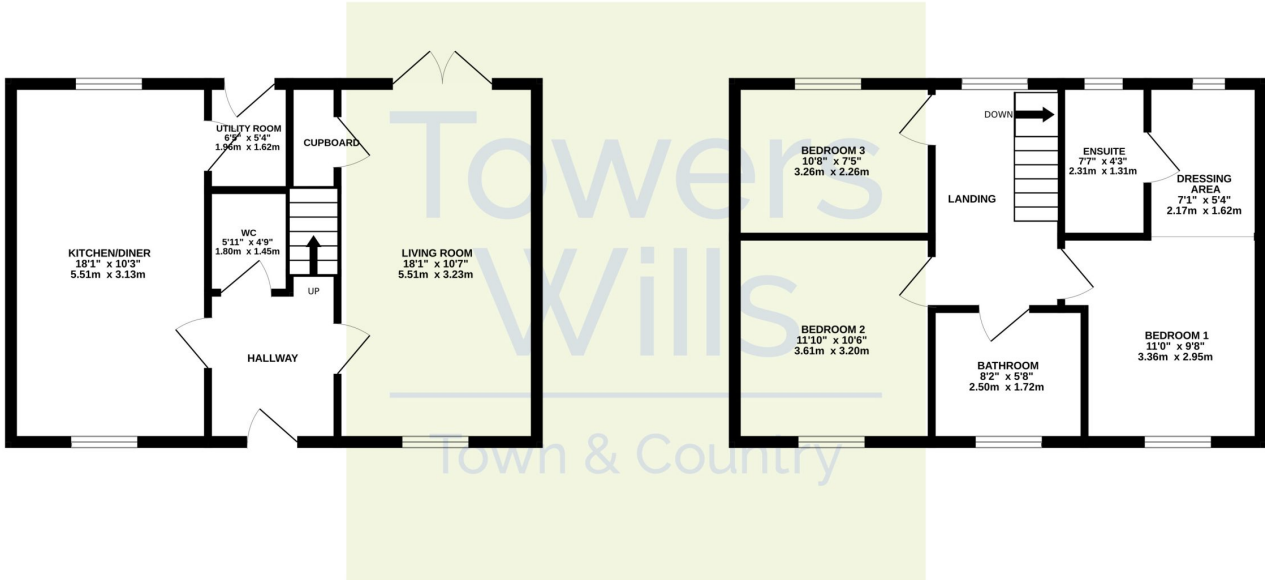 UTILITY ROOM
6'5" x 5'4"
1.96m x 1.62m
CUPBOARD
WC
5'11" x 4'9"
1.80m x 1.45m
KITCHEN/DINER
18'1" x 10'3"
5.51m x 3.13m
LIVING ROOM
18'1" x 10'7"
5.51m x 3.23m
UP
HALLWAY
Towers
Wills
Town & Country
BEDROOM 3
10'8" x 7'5"
3.26m x 2.26m
DOWN
LANDING
ENSUITE
7'7" x 4'3"
2.31m x 1.31m
DRESSING
AREA
7'1" x 5'4"
2.17m x 1.62m
BEDROOM 2
11'10" x 10'6"
3.61m x 3.20m
BATHROOM
8'2" x 5'8"
2.50m x 1.72m
BEDROOM 1
11'0" x 9'8"
3.36m x 2.95m